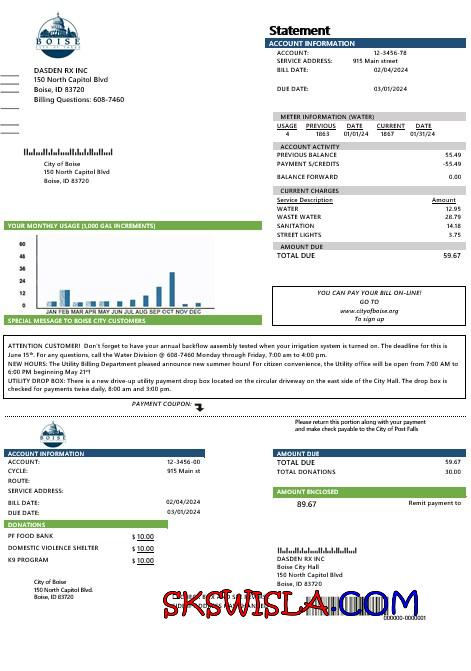 BOISE
Statement
ACCOUNT INFORMATION
ACCOUNT: 12-3456-78
SERVICE ADDRESS: 915 Main street
BILL DATE: 02/04/2024
DUE DATE: 03/01/2024
DASDEN RX INC
150 North Capitol Blvd
Boise, ID 83720
Billing Questions: 608-7460
METER INFORMATION (WATER)
USAGE PREVIOUS DATE CURRENT DATE
4 1863 01/01/24 1867 01/31/24
City of Boise
150 North Capitol Blvd
Boise, ID 83720
ACCOUNT ACTIVITY
PREVIOUS BALANCE 55.49
PAYMENT S/CREDITS -55.49
BALANCE FORWARD 0.00
CURRENT CHARGES
Service Description Amount
WATER 12.95
WASTE WATER 28.79
SANITATION 14.18
STREET LIGHTS 3.75
AMOUNT DUE
TOTAL DUE 59.67
YOUR MONTHLY USAGE (1,000 GAL INCREMENTS)
60
45
30
15
0
JAN FEB MAR APR MEY JUN JUL AUG SEP OCT NEV DEC
SPECIAL MESSAGE TO BOISE CITY CUSTOMERS
YOU CAN PAY YOUR BILL ON-LINE!
GO TO
www.cityofboise.org
To sign up
ATTENTION CUSTOMER! Don't forget to have your annual backflow assembly tested when your irrigation system is turned on. The deadline for this is
June 15th. For any questions, call the Water Division @ 608-7460 Monday through Friday, 7:00 am to 4:00 pm.
NEW HOURS: The Utility Billing Department pleased announce new summer hours! For citizen convenience, the Utility office will be open from 7:00 AM to
6:00 PM beginning May 21st!
UTILITY DROP BOX: There is a new drive-up utility payment drop box located on the circular driveway on the east side of the City Hall. The drop box is
checked for payments twice daily, 8:00 am and 3:00 pm.
PAYMENT COUPON:
BOISE
Please return this portion along with your payment
and make check payable to the City of Post Falls
ACCOUNT INFORMATION
ACCOUNT: 12-3456-00
CYCLE: 915 Main st
ROUTE:
SERVICE ADDRESS:
BILL DATE: 02/04/2024
DUE DATE: 03/01/2024
AMOUNT DUE
TOTAL DUE 59.67
TOTAL DONATIONS 30.00
AMOUNT ENCLOSED
89.67 Remit payment to
DONATIONS
PF FOOD BANK $ 10.00
DOMESTIC VIOLENCE SHELTER $ 10.00
K9 PROGRAM $ 10.00
DASDEN RX INC
Boise City Hall
150 North Capitol Blvd
Boise, ID 83720
City of Boise
150 North Capitol Blvd.
Boise, ID 83720
SKSWISLA.COM
000000-0000001